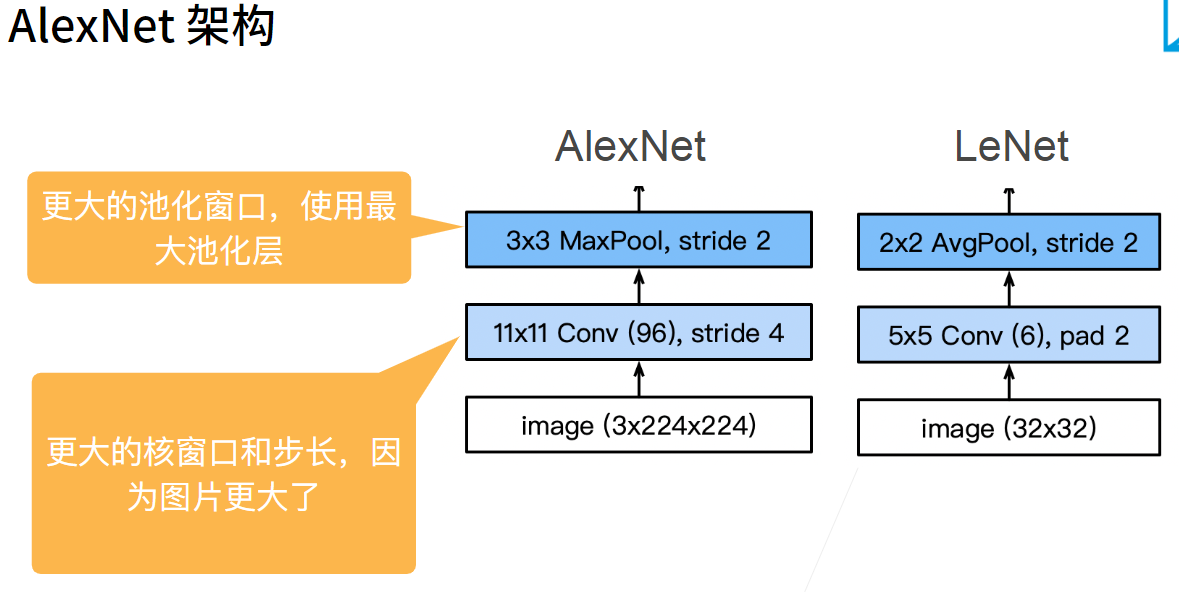 AlexNet 架构
AlexNet
LeNet
更大的池化窗口，使用最
大池化层
3x3 MaxPool, stride 2
2x2 AvgPool, stride 2
11x11 Conv (96), stride 4
5x5 Conv (6), pad 2
更大的核窗口和步长，因
为图片更大了
image (3x224x224)
image (32x32)